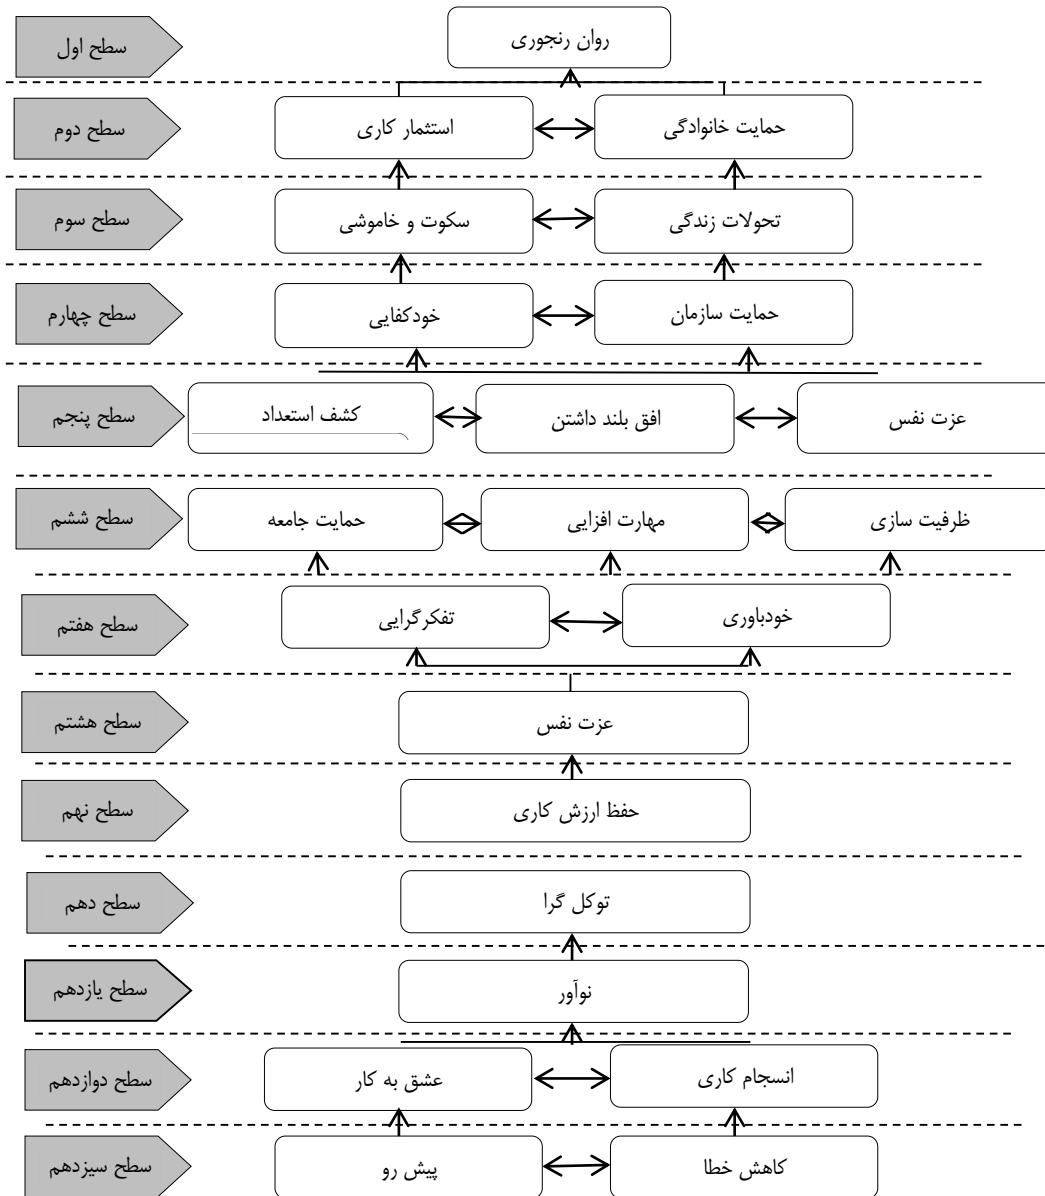 روان رنجوری
سطح اول
حمایت خانوادگی
استثمار کاری
سطح دوم
تحولات زندگی
سکوت و خاموشی
سطح سوم
حمایت سازمان
خودکفایی
سطح چهارم
عزت نفس
افق بلند داشتن
کشف استعداد
سطح پنجم
ظرفیت سازی
مهارت افزایی
حمایت جامعه
سطح ششم
خودباوری
تفکرگرایی
سطح هفتم
عزت نفس
سطح هشتم
حفظ ارزش کاری
سطح نهم
توکل گرا
سطح دهم
نوآور
سطح یازدهم
انسجام کاری
عشق به کار
سطح دوازدهم
کاهش خطا
پیش رو
سطح سیزدهم